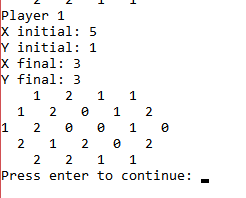 Player 1
X initial: 5
Y initial: 1
X final: 3
Y final: 3
1 2 1 1
1 2 0 1 2
1 2 0 0 1 0
2 1 2 0 2
2 2 1 1
Press enter to continue: